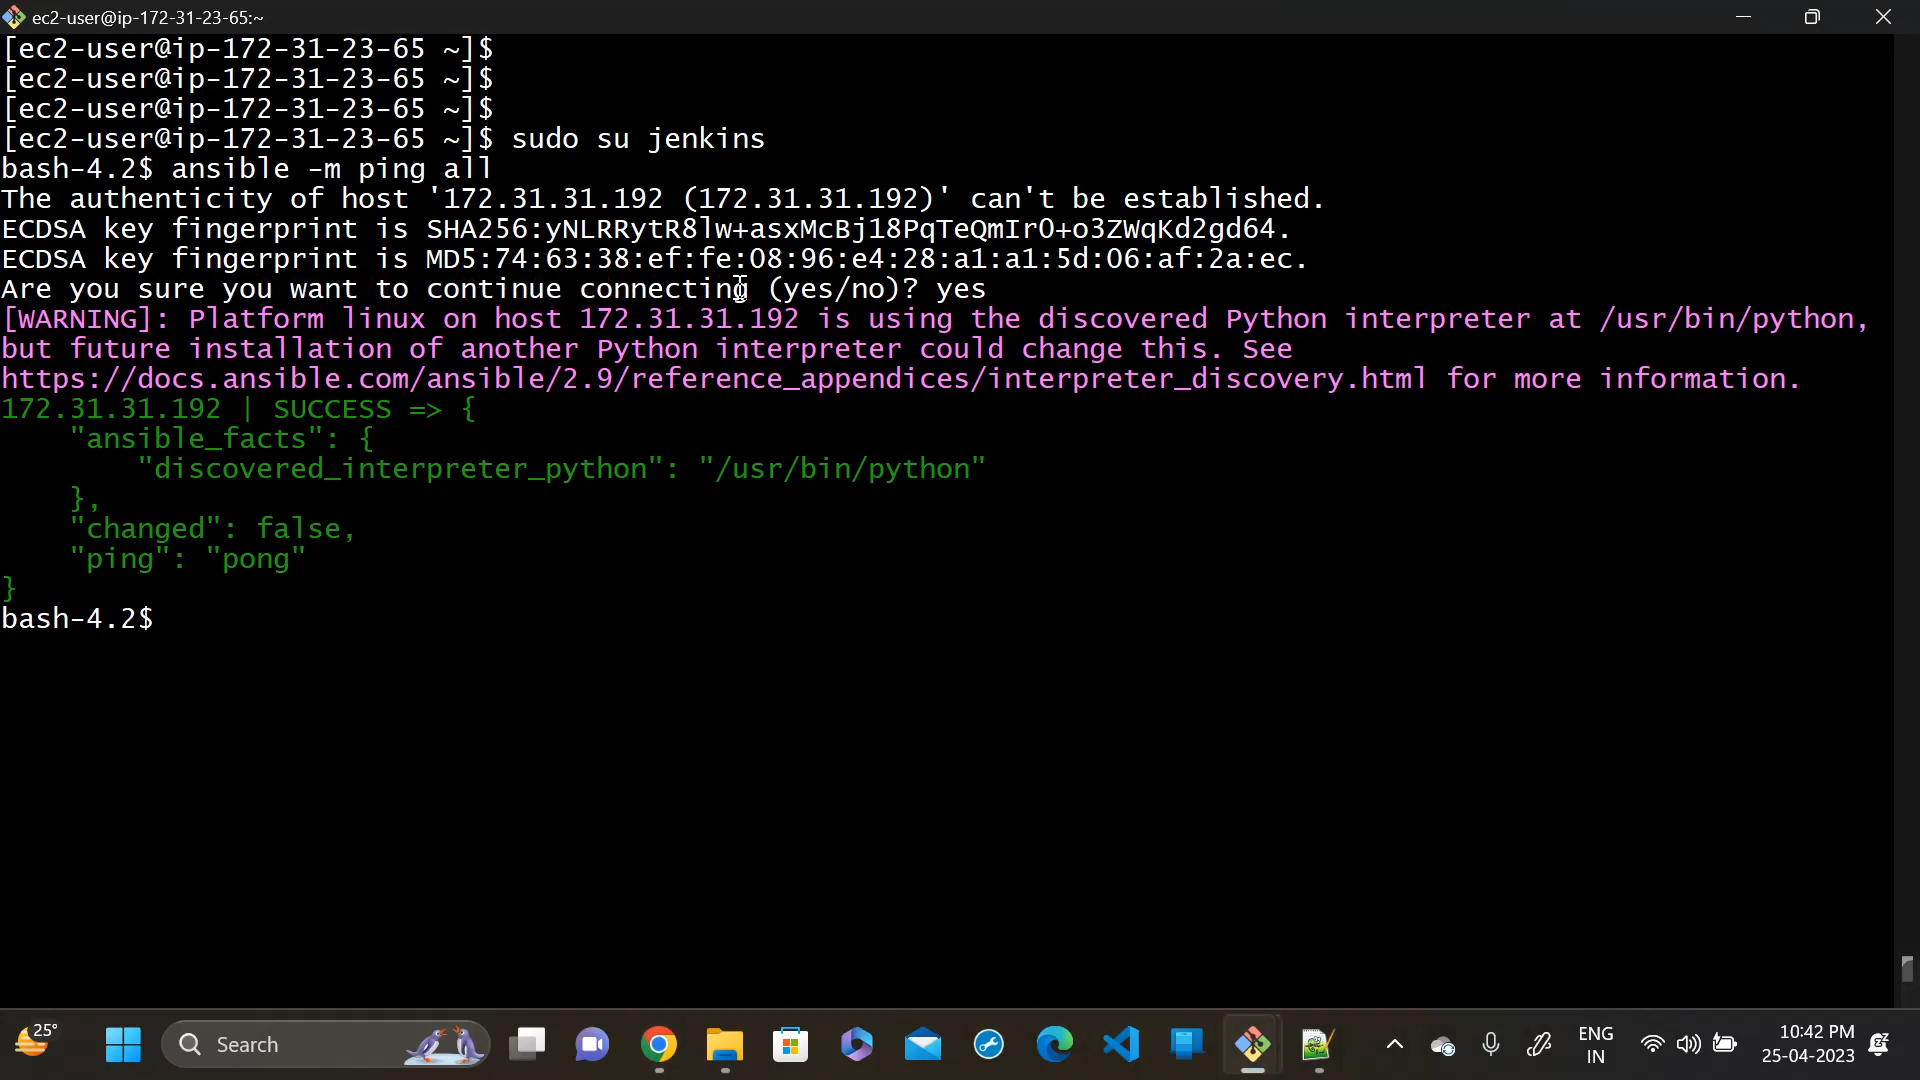 ec2-user@ip-172-31-23-65:~
[ec2-user@ip-172-31-23-65 ~]$
[ec2-user@ip-172-31-23-65 ~]$
[ec2-user@ip-172-31-23-65 ~]$
[ec2-user@ip-172-31-23-65 ~]$ sudo su jenkins
bash-4.2$ ansible -m ping all
The authenticity of host '172.31.31.192 (172.31.31.192)' can't be established.
ECDSA key fingerprint is SHA256:yNLRRytR8lw+asxMcBj18PqTeQmIrO+o3ZWqKd2gd64.
ECDSA key fingerprint is MD5:74:63:38:ef:fe:08:96:e4:28:a1:a1:5d:06:af:2a:ec.
Are you sure you want to continue connecting (yes/no)? yes
[WARNING]: Platform linux on host 172.31.31.192 is using the discovered Python interpreter at /usr/bin/python,
but future installation of another Python interpreter could change this. See
https://docs.ansible.com/ansible/2.9/reference_appendices/interpreter_discovery.html for more information.
172.31.31.192 | SUCCESS => {
    "ansible_facts": {
        "discovered_interpreter_python": "/usr/bin/python"
    },
    "changed": false,
    "ping": "pong"
}
bash-4.2$
25°
Search
ENG
IN
10:42 PM
25-04-2023